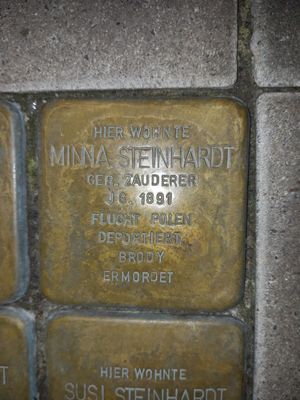 HIER WOHNTE
MINNA STEINHARDT
GEB. ZAUDERER
JG. 1891
FLUCHT POLEN
DEPORTIERT
BRODY
ERMORDET
HIER WOHNTE
SUSI STEINHARDT